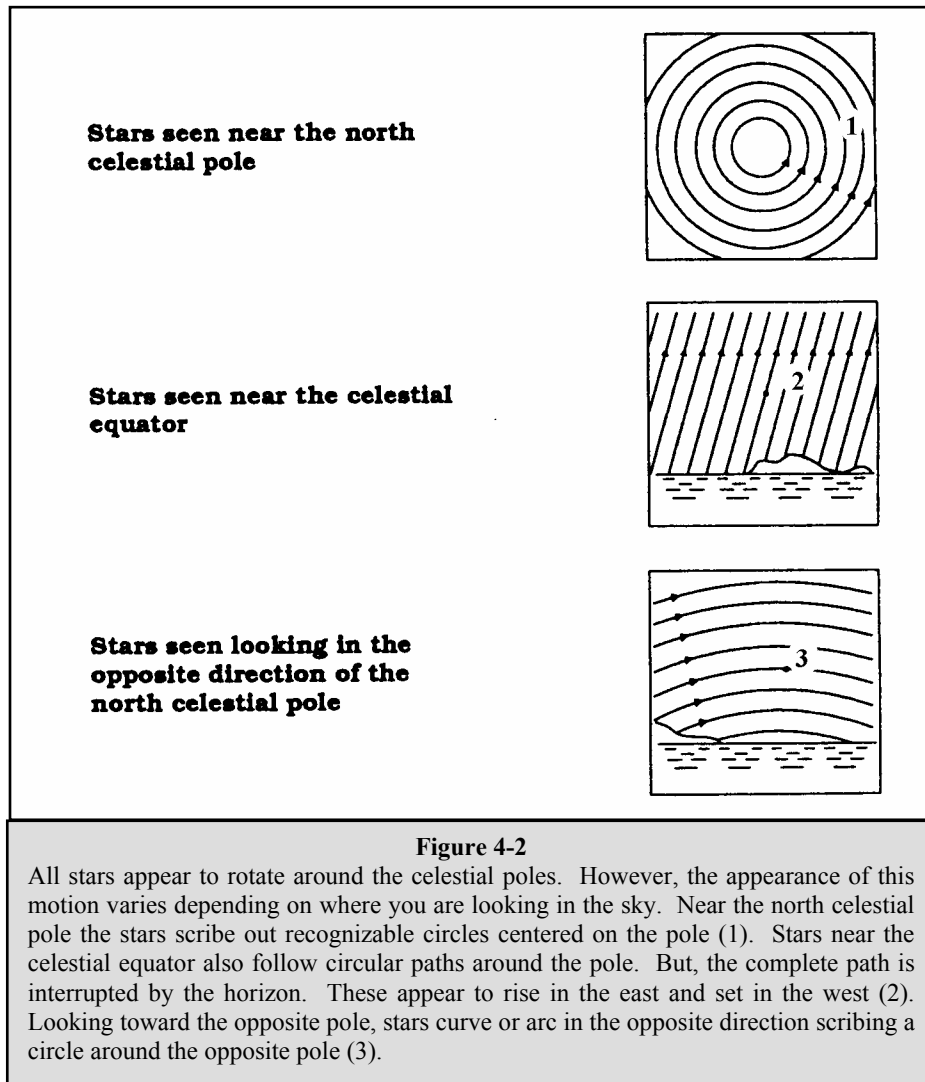 Stars seen near the north
celestial pole
1
Stars seen near the celestial
equator
2
Stars seen looking in the
opposite direction of the
north celestial pole
3
Figure 4-2
All stars appear to rotate around the celestial poles. However, the appearance of this
motion varies depending on where you are looking in the sky. Near the north celestial
pole the stars scribe out recognizable circles centered on the pole (1). Stars near the
celestial equator also follow circular paths around the pole. But, the complete path is
interrupted by the horizon. These appear to rise in the east and set in the west (2).
Looking toward the opposite pole, stars curve or arc in the opposite direction scribing a
circle around the opposite pole (3).